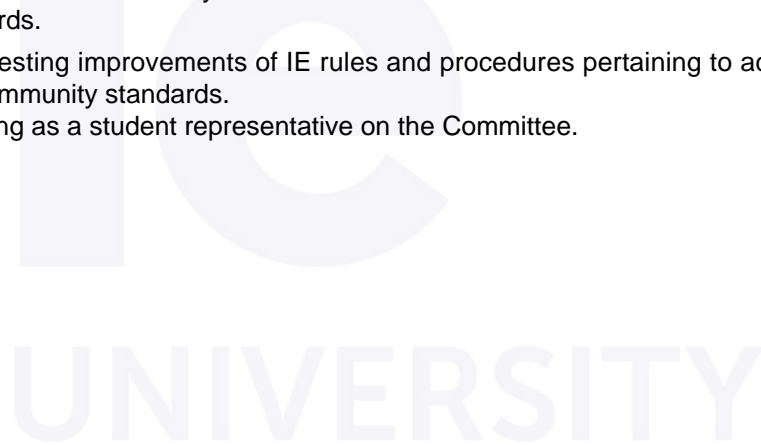 rds.
esting improvements of IE rules and procedures pertaining to ac
mmunity standards.
ng as a student representative on the Committee.
ie
UNIVERSITY